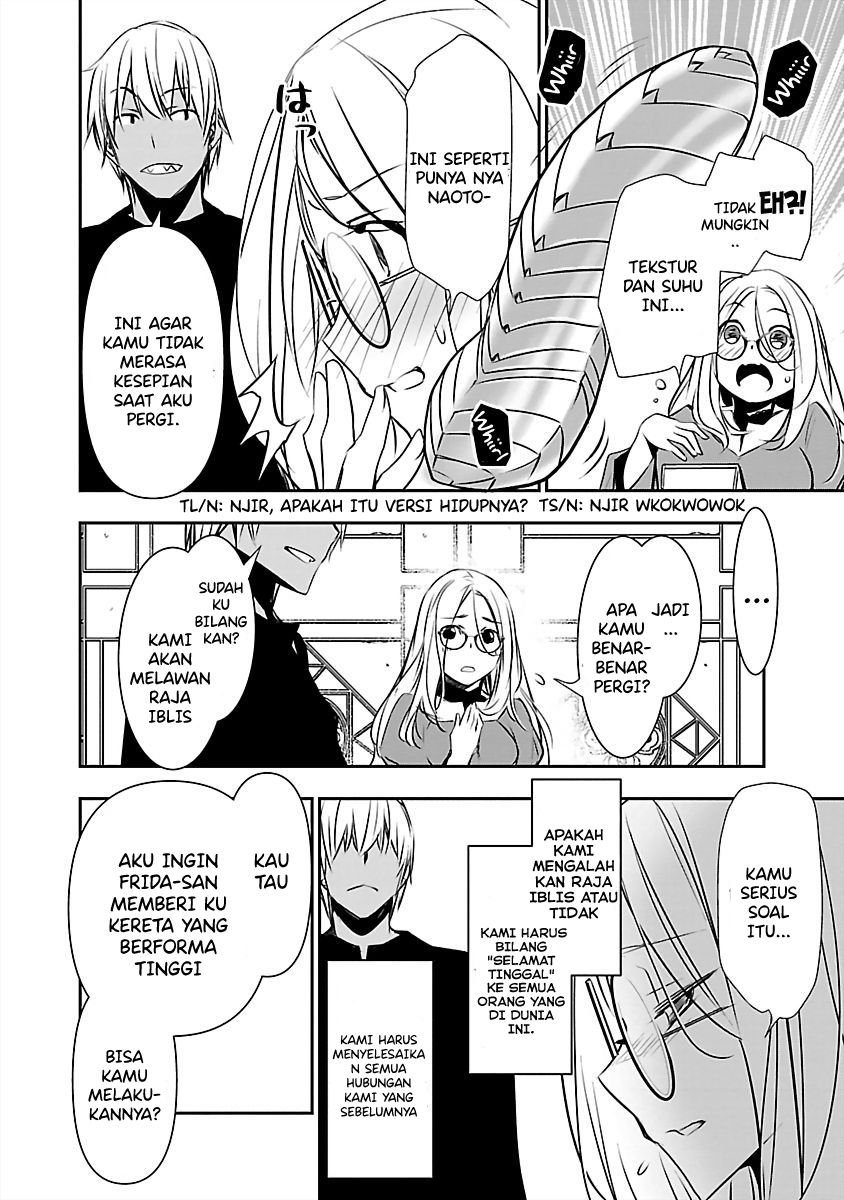 Whiir
Whiir
EH?!
TIDAK
MUNGKIN
..
TEKSTUR
DAN SUHU
INI...
Whiir!
INI SEPERTI
PUNYA NYA
NAOTO-
はっ
INI AGAR
KAMU TIDAK
MERASA
KESEPIAN
SAAT AKU
PERGI.
TL/N: NJIR, APAKAH ITU VERSI HIDUPNYA? TS/N: NJIR WKOKWOWOK
...
JADI
...
APA
KAMU
BENAR-
BENAR
PERGI?
SUDAH
KU
BILANG
KAN?
KAMI
AKAN
MELAWAN
RAJA
IBLIS
KAMU
SERIUS
SOAL
ITU...
APAKAH
KAMI
MENGALAH
KAN RAJA
IBLIS ATAU
TIDAK
KAMI HARUS
BILANG
"SELAMAT
TINGGAL"
KE SEMUA
ORANG YANG
DI DUNIA
INI.
KAMI HARUS
MENYELESAIKA
N SEMUA
HUBUNGAN
KAMI YANG
SEBELUMNYA
KAU
TAU
AKU INGIN
FRIDA-SAN
MEMBERI KU
KERETA YANG
BERFORMA
TINGGI
BISA
KAMU
MELAKU-
KANNYA?